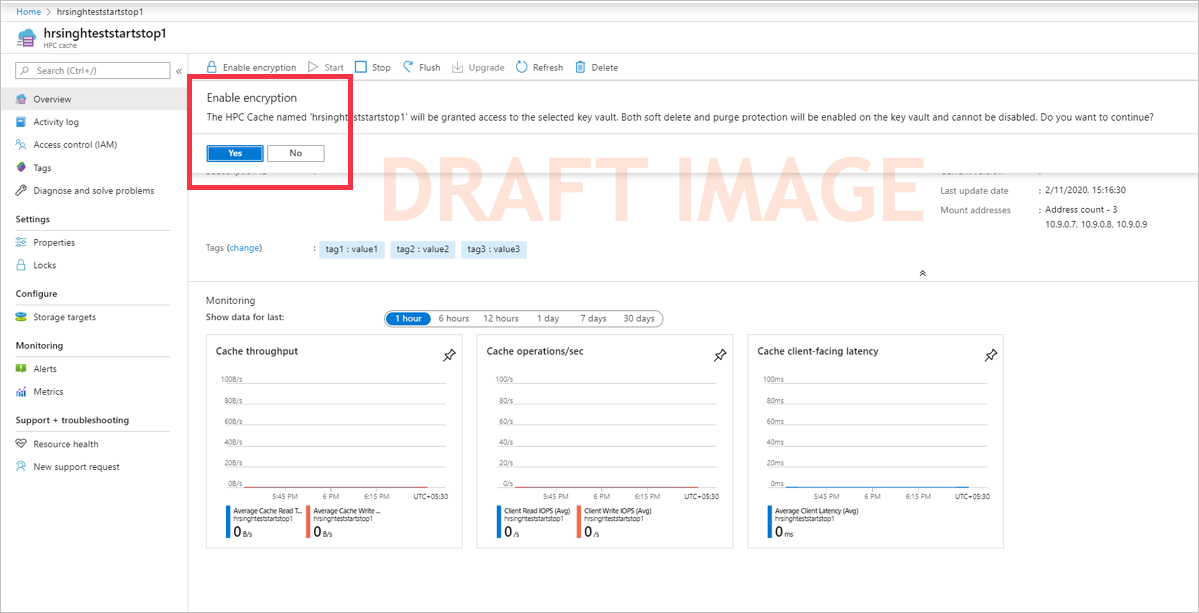 Home > hrsinghteststartstop1
hrsinghteststartstop1
HPC cache
Search (Ctrl+/)
«
Overview
Activity log
Access control (IAM)
Tags
Diagnose and solve problems
Settings
Properties
Locks
Configure
Storage targets
Monitoring
Alerts
Metrics
Support + troubleshooting
Resource health
New support request
Enable encryption Start Stop Flush Upgrade Refresh Delete
Enable encryption
The HPC Cache named 'hrsinghteststartstop1' will be granted access to the selected key vault. Both soft delete and purge protection will be enabled on the key vault and cannot be disabled. Do you want to continue?
Yes No
DRAFT IMAGE
Last update date : 2/11/2020, 15:16:30
Mount addresses : Address count - 3
10.9.0.7, 10.9.0.8, 10.9.0.9
Tags (change) : tag1 : value1 tag2 : value2 tag3 : value3
Monitoring
Show data for last: 1 hour 6 hours 12 hours 1 day 7 days 30 days
Cache throughput
100B/s
80B/s
60B/s
40B/s
20B/s
0B/s
5:45 PM 6 PM 6:15 PM UTC+05:30
Average Cache Read T... Average Cache Write ...
hrsinghteststartstop1 hrsinghteststartstop1
0 B/s 0 B/s
Cache operations/sec
100/s
80/s
60/s
40/s
20/s
0/s
5:45 PM 6 PM 6:15 PM UTC+05:30
Client Read IOPS (Avg) Client Write IOPS (Avg)
hrsinghteststartstop1 hrsinghteststartstop1
0 /s 0 /s
Cache client-facing latency
100ms
80ms
60ms
40ms
20ms
0ms
5:45 PM 6 PM 6:15 PM UTC+05:30
Average Client Latency (Avg)
hrsinghteststartstop1
0 ms